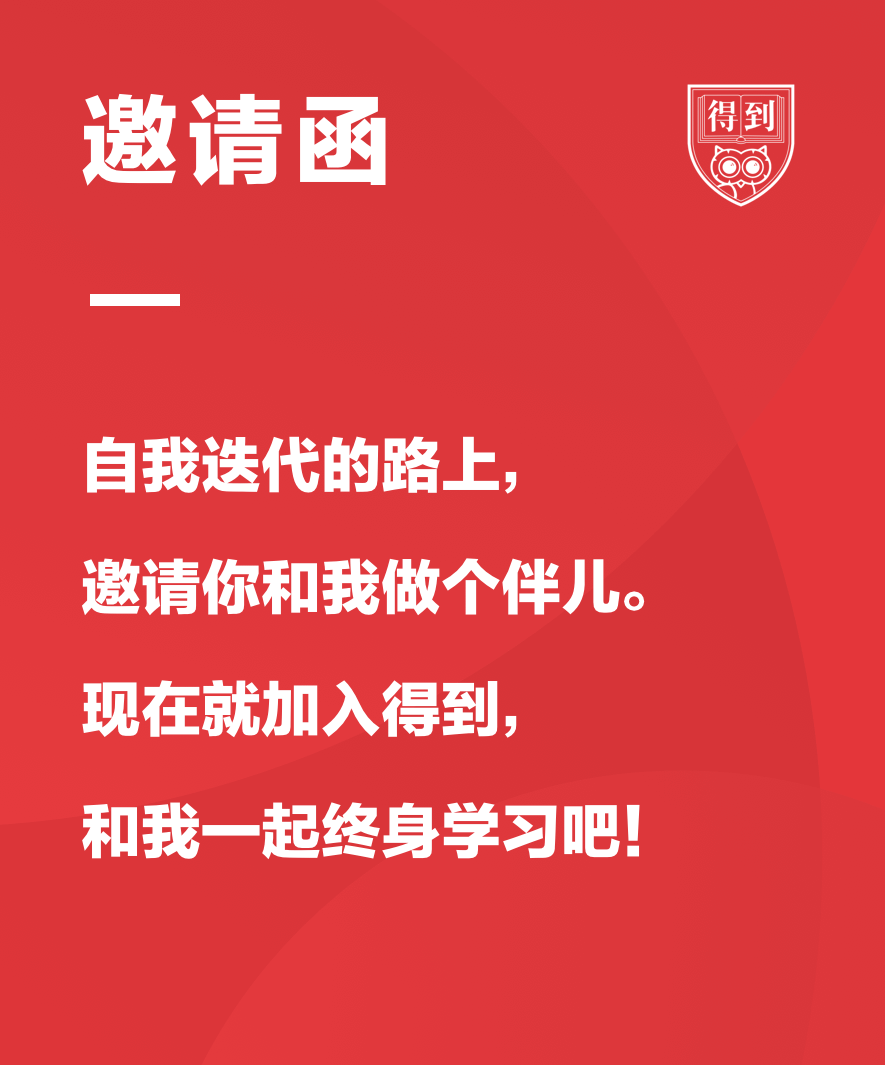 邀请函
得到
自我迭代的路上，
邀请你和我做个伴儿。
现在就加入得到，
和我一起终身学习吧！